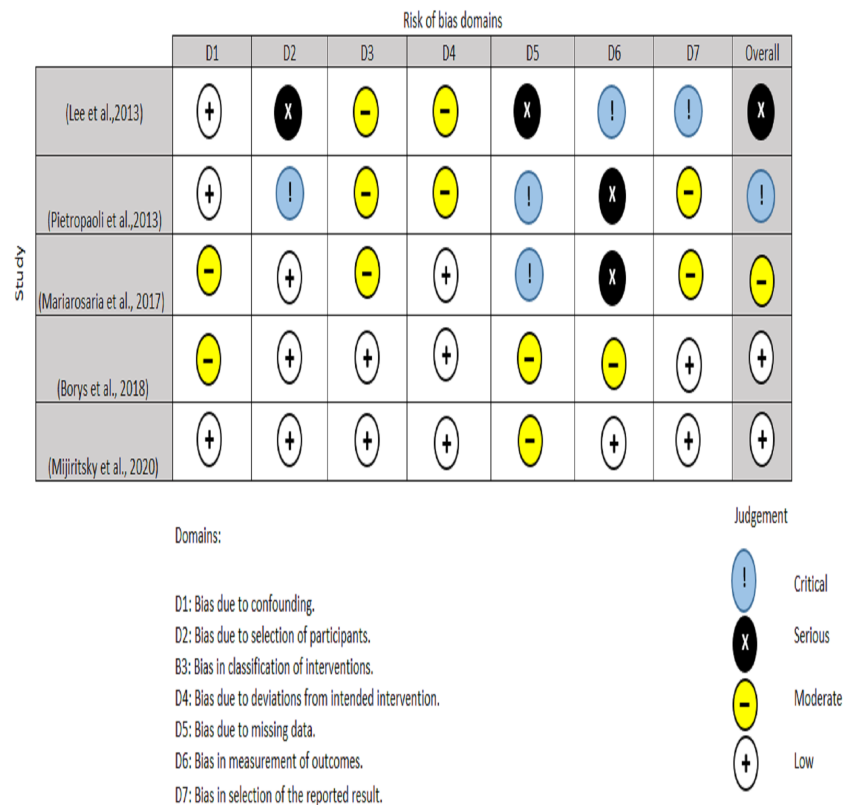 Risk of bias domains
D1 D2 D3 D4 D5 D6 D7 Overall
Study
(Lee et al.,2013) + X − − X ! ! X
(Pietropaoli et al.,2013) + ! − − ! X − !
(Mariarosaria et al., 2017) − + − + ! X − −
(Borys et al., 2018) − + + + − − + +
(Mijiritsky et al., 2020) + + + + − + + +
Domains:
D1: Bias due to confounding.
D2: Bias due to selection of participants.
B3: Bias in classification of interventions.
D4: Bias due to deviations from intended intervention.
D5: Bias due to missing data.
D6: Bias in measurement of outcomes.
D7: Bias in selection of the reported result.
Judgement
! Critical
X Serious
− Moderate
+ Low